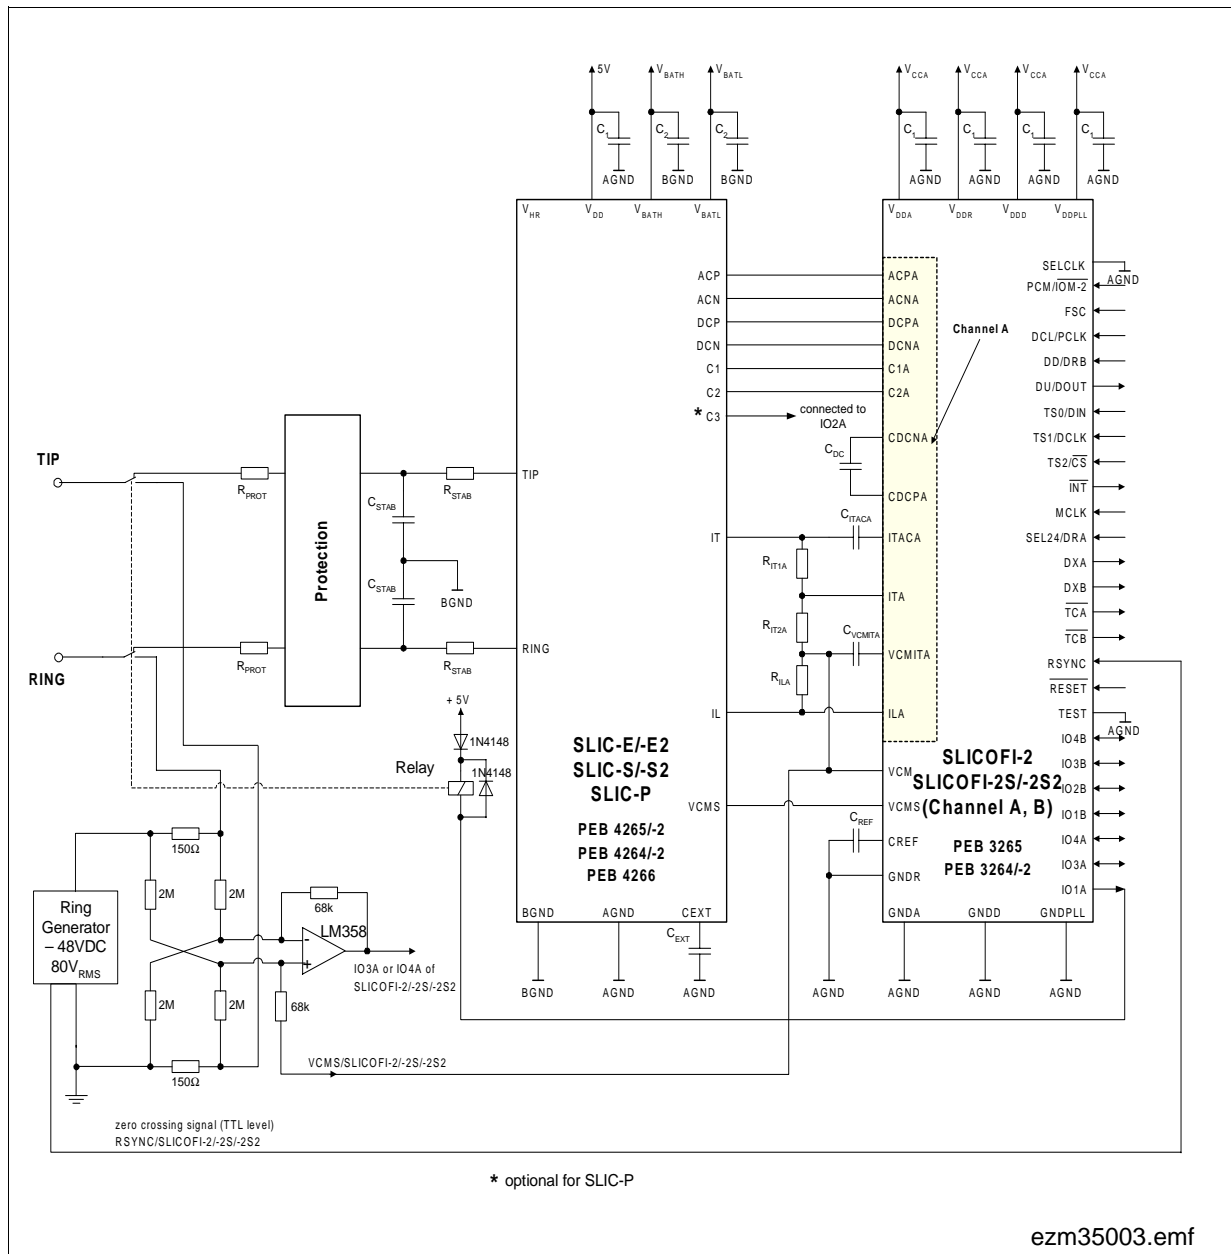 5V VBATH VBATL VCCA VCCA VCCA VCCA
C1 C2 C2 C1 C1 C1 C1
AGND BGND BGND AGND AGND AGND AGND
VHR VDD VBATH VBATL VDDA VDDR VDDD VDDPLL
SELCLK
AGND
ACP ACPA PCM/IOM-2
ACN ACNA FSC
DCP DCPA
DCN DCNA Channel A DCL/PCLK
C1 C1A DD/DRB
C2 C2A DU/DOUT
* C3 connected to IO2A TS0/DIN
CDCNA TS1/DCLK
CDC
TIP TS2/CS
RPROT RSTAB TIP
CSTAB CDCPA INT
CITACA MCLK
IT ITACA SEL24/DRA
Protection RIT1A DXA
CSTAB BGND ITA DXB
RIT2A TCA
CVCMITA TCB
RING VCMITA RSYNC
RING RPROT RSTAB RILA
RESET
+ 5V IL ILA TEST
AGND
1N4148 IO4B
Relay 1N4148
SLIC-E/-E2 SLICOFI-2
SLIC-S/-S2 SLICOFI-2S/-2S2
SLIC-P (Channel A, B)
VCM IO3B
IO2B
VCMS VCMS IO1B
PEB 4265/-2 PEB 3265
PEB 4264/-2 PEB 3264/-2
PEB 4266
CREF CREF IO4A
IO3A
GNDR IO1A
150Ω
2M 2M
68k
Ring
Generator
– 48VDC
80VRMS
- LM358
+
IO3A or IO4A of
SLICOFI-2/-2S/-2S2
BGND AGND CEXT GNDA GNDD GNDPLL
CEXT
BGND AGND AGND AGND AGND AGND AGND
2M 2M 68k
150Ω
VCMS/SLICOFI-2/-2S/-2S2
zero crossing signal (TTL level)
RSYNC/SLICOFI-2/-2S/-2S2
* optional for SLIC-P
ezm35003.emf